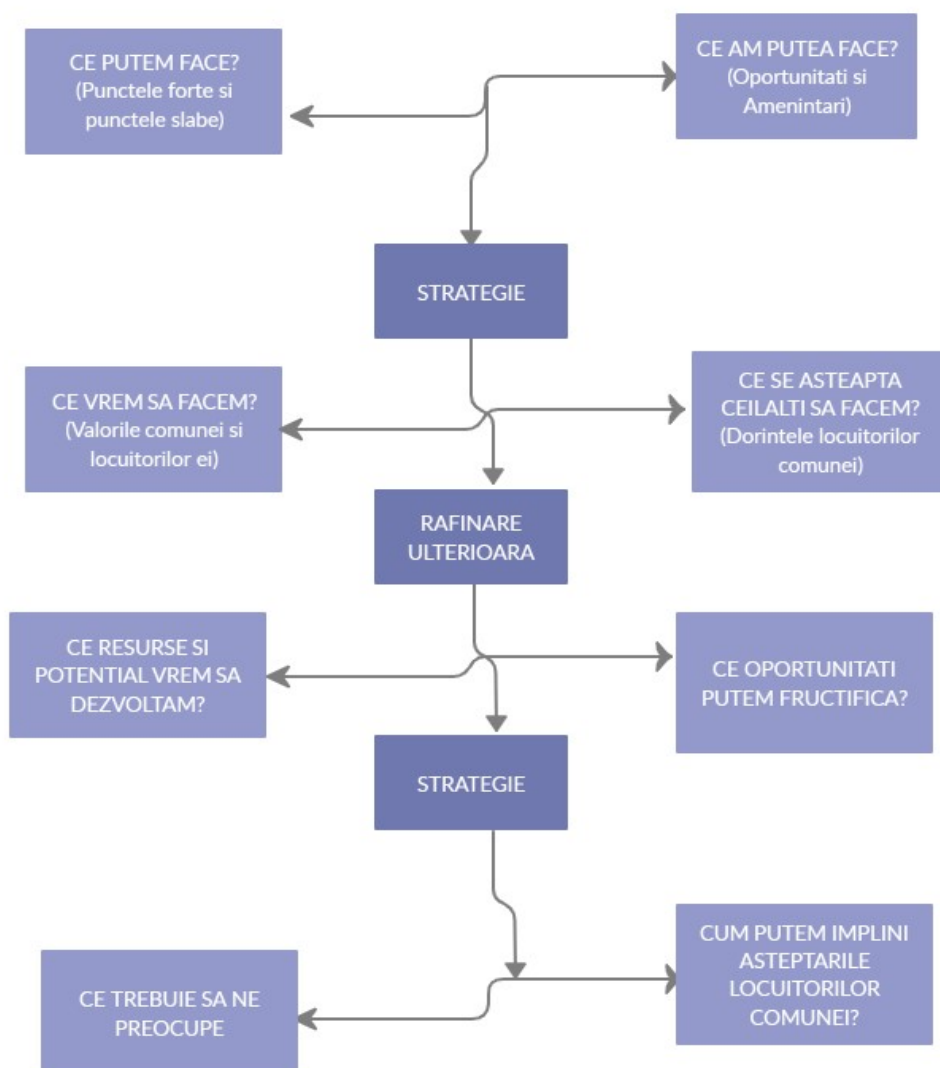 CE PUTEM FACE?
(Punctele forte si
punctele slabe)
CE AM PUTEA FACE?
(Oportunitati si
Amenintari)
STRATEGIE
CE VREM SA FACEM?
(Valorile comunei si
locuitorilor ei)
CE SE ASTEAPTA
CEILALTI SA FACEM?
(Dorintele locuitorilor
comunei)
RAFINARE
ULTERIOARA
CE RESURSE SI
POTENTIAL VREM SA
DEZVOLTAM?
CE OPORTUNITATI
PUTEM FRUCTIFICA?
STRATEGIE
CE TREBUIE SA NE
PREOCUPE
CUM PUTEM IMPLINI
ASTEPTARILE
LOCUITORILOR
COMUNEI?